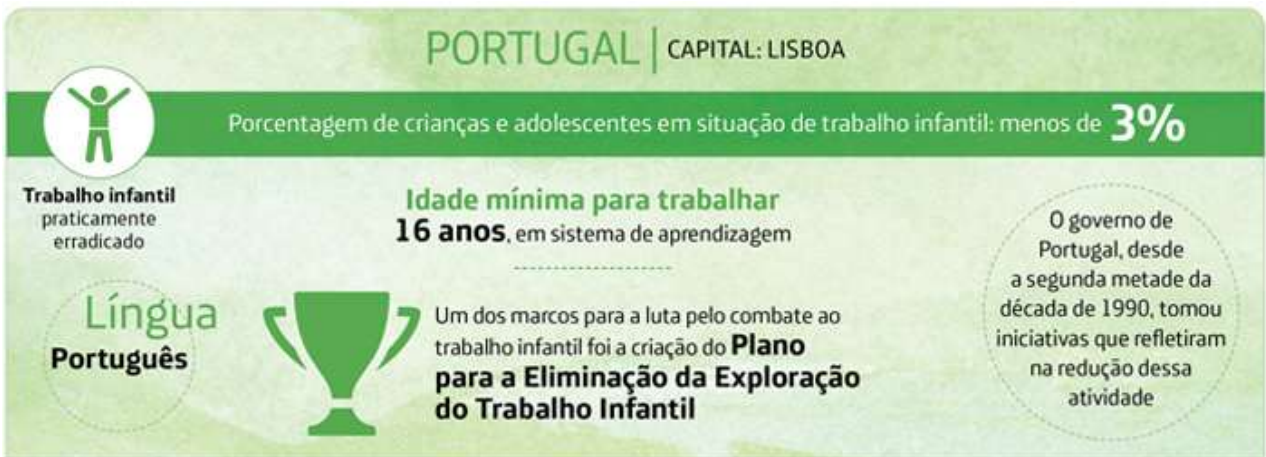 PORTUGAL | CAPITAL: LISBOA
Porcentagem de crianças e adolescentes em situação de trabalho infantil: menos de 3%
Trabalho infantil
praticamente
erradicado
Idade mínima para trabalhar
16 anos, em sistema de aprendizagem
Língua
Português
Um dos marcos para a luta pelo combate ao
trabalho infantil foi a criação do Plano
para a Eliminação da Exploração
do Trabalho Infantil
O governo de
Portugal, desde
a segunda metade da
década de 1990, tomou
iniciativas que refletiram
na redução dessa
atividade